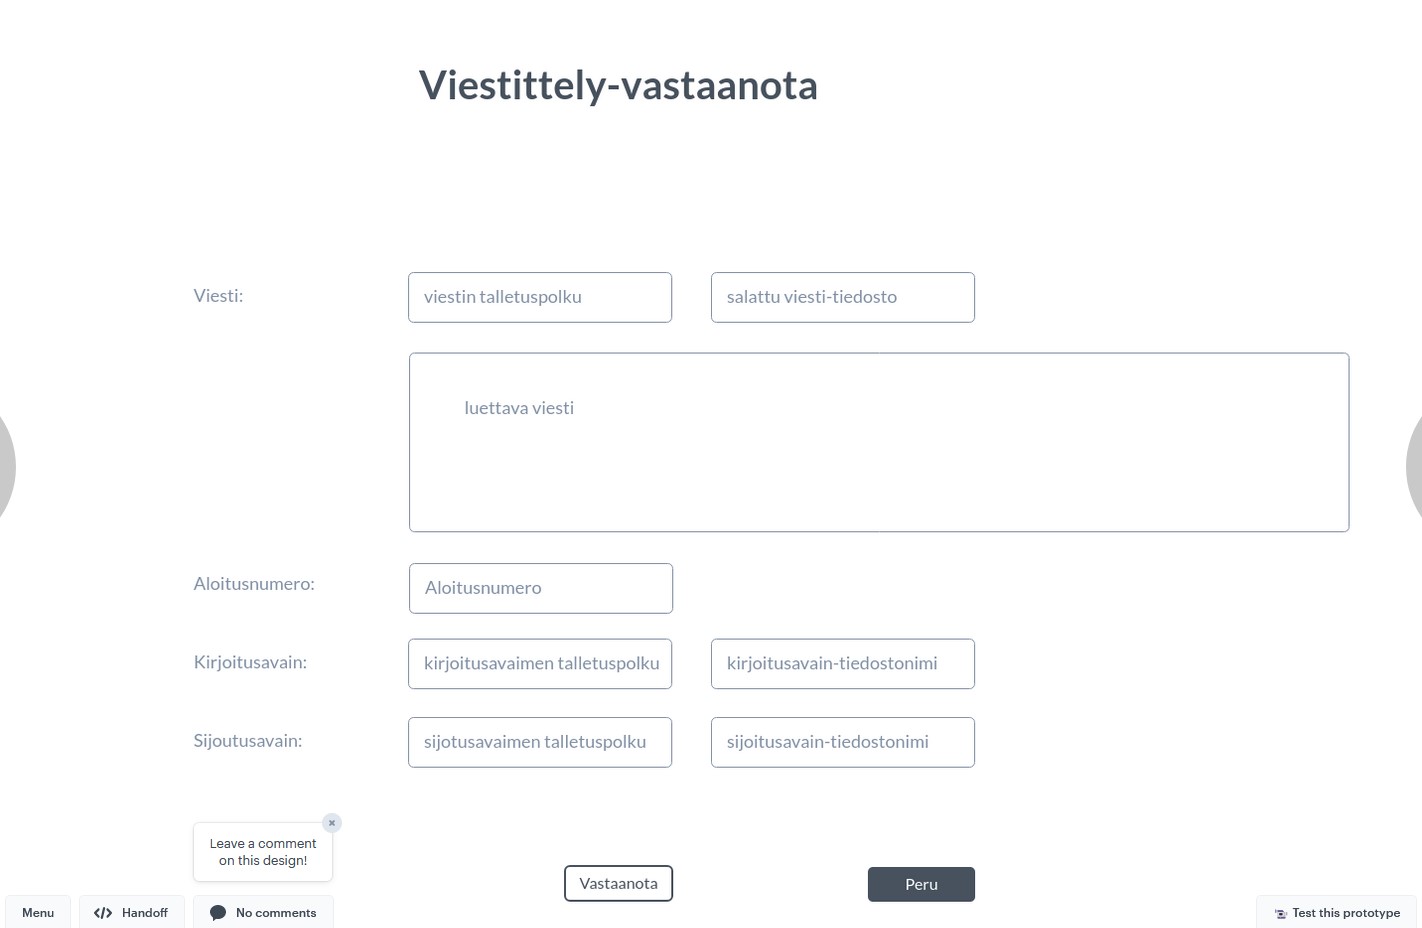 Viestittely-vastaanota
Viesti:
viestin talletuspolku
salattu viesti-tiedosto
luettava viesti
Aloitusnumero:
Aloitusnumero
Kirjoitusavain:
kirjoitusavaimen talletuspolku
kirjoitusavain-tiedostonimi
Sijoutusavain:
sijotusavaimen talletuspolku
sijoitusavain-tiedostonimi
Leave a comment
on this design!
Vastaanota
Peru
Menu
Handoff
No comments
Test this prototype